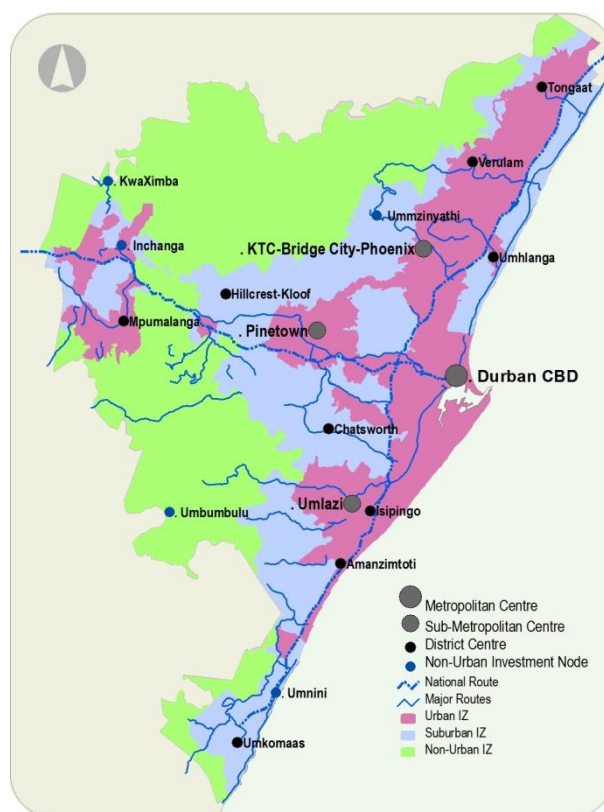 Tongaat
Verulam
. KwaXimba
. Ummzinyathi
. Inchanga
. KTC-Bridge City-Phoenix
Umhlanga
Hillcrest-Kloof
Mpumalanga
. Pinetown
. Durban CBD
Chatsworth
. Umlazi
Isipingo
. Umbumbulu
Amanzimtoti
Metropolitan Centre
Sub-Metropolitan Centre
District Centre
Non-Urban Investment Node
National Route
Major Routes
Urban IZ
Suburban IZ
Non-Urban IZ
. Umnini
Umkomaas